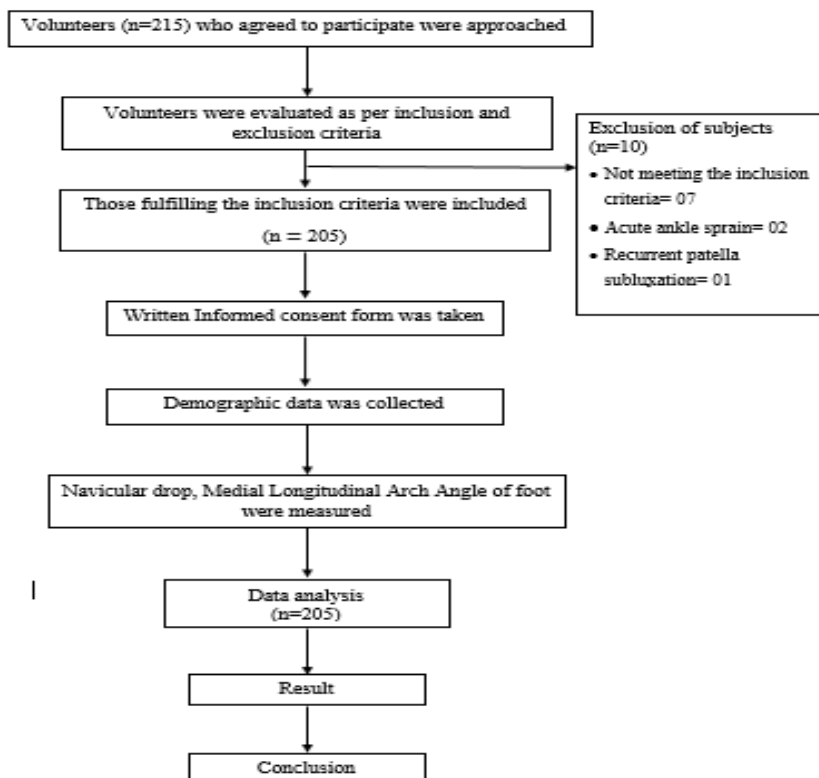 Volunteers (n=215) who agreed to participate were approached
Volunteers were evaluated as per inclusion and
exclusion criteria
Exclusion of subjects
(n=10)
• Not meeting the inclusion
criteria= 07
• Acute ankle sprain= 02
• Recurrent patella
subluxation= 01
Those fulfilling the inclusion criteria were included
(n = 205)
Written Informed consent form was taken
Demographic data was collected
Navicular drop, Medial Longitudinal Arch Angle of foot
were measured
Data analysis
(n=205)
Result
Conclusion